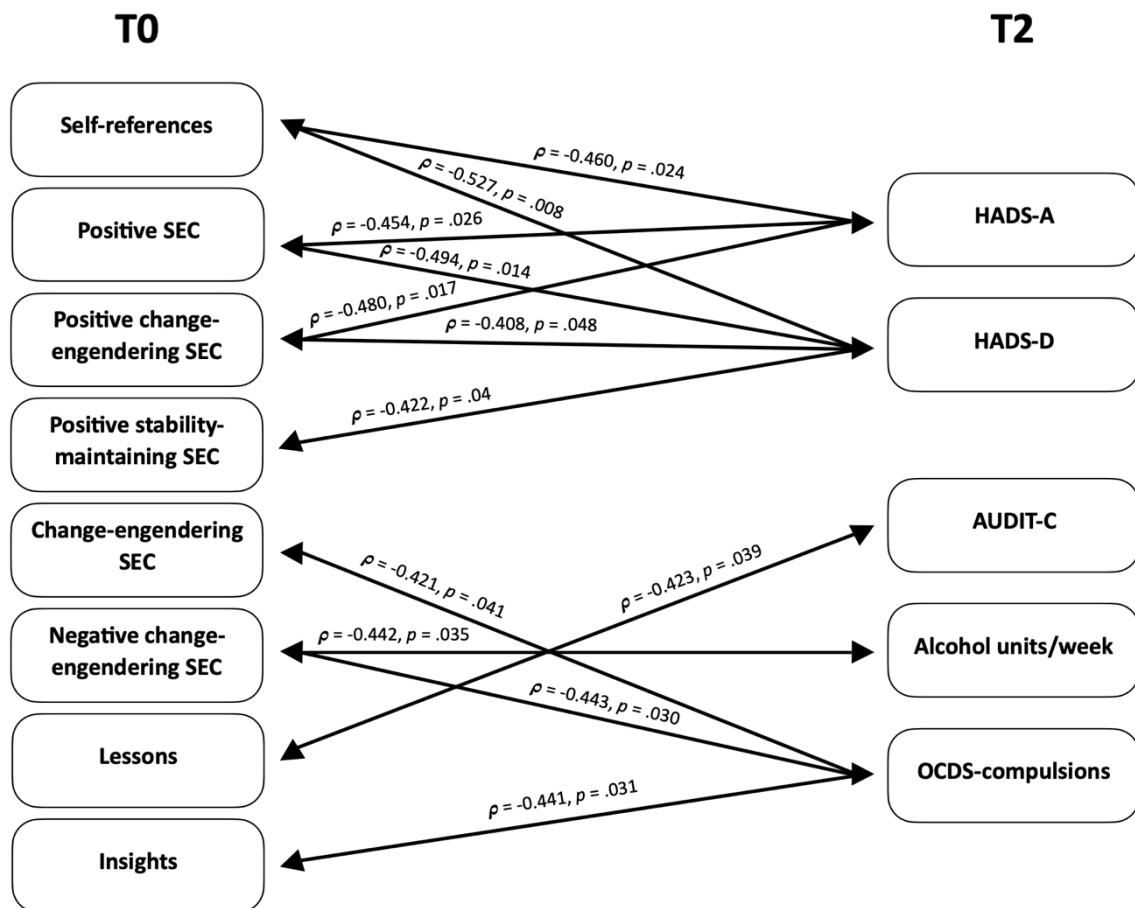 T0
T2
Self-references
Positive SEC
Positive change-
engendering SEC
Positive stability-
maintaining SEC
Change-engendering
SEC
Negative change-
engendering SEC
Lessons
Insights
ρ = -0.460, p = .024
ρ = -0.527, p = .008
ρ = -0.454, p = .026
ρ = -0.494, p = .014
ρ = -0.480, p = .017
ρ = -0.408, p = .048
ρ = -0.422, p = .04
ρ = -0.421, p = .041
ρ = -0.423, p = .039
ρ = -0.442, p = .035
ρ = -0.443, p = .030
ρ = -0.441, p = .031
HADS-A
HADS-D
AUDIT-C
Alcohol units/week
OCDS-compulsions